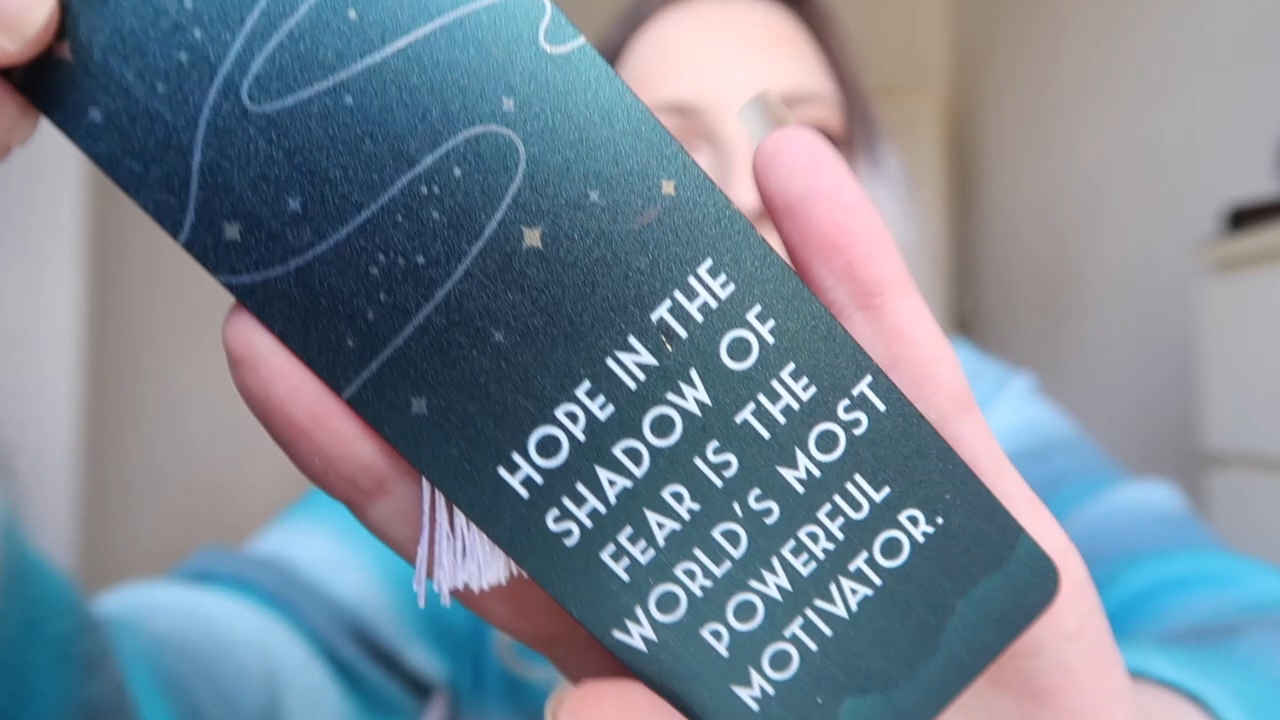 HOPE IN THE
SHADOW OF
FEAR IS THE
WORLD'S MOST
POWERFUL
MOTIVATOR.